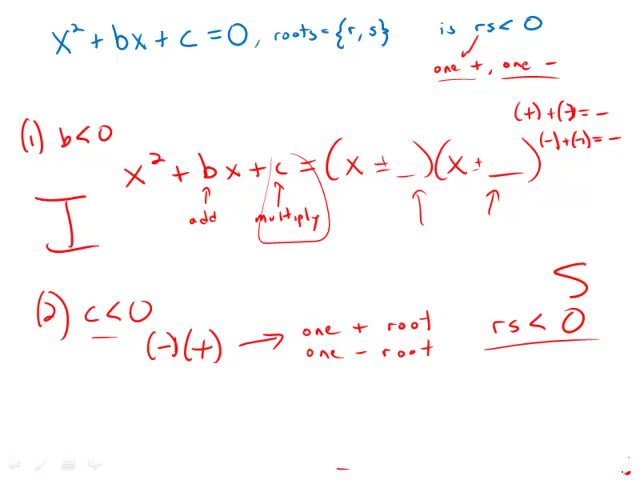 x² + bx + c = 0, roots = {r, s} is rs < 0
one +, one -
(+) + (-) = -
(-) + (-) = -
(1) b < 0
x² + bx + c = (x ± _)(x ± _)
add multiply
I
S
(2) c < 0
(-)(+) → one + root
one - root
rs < 0